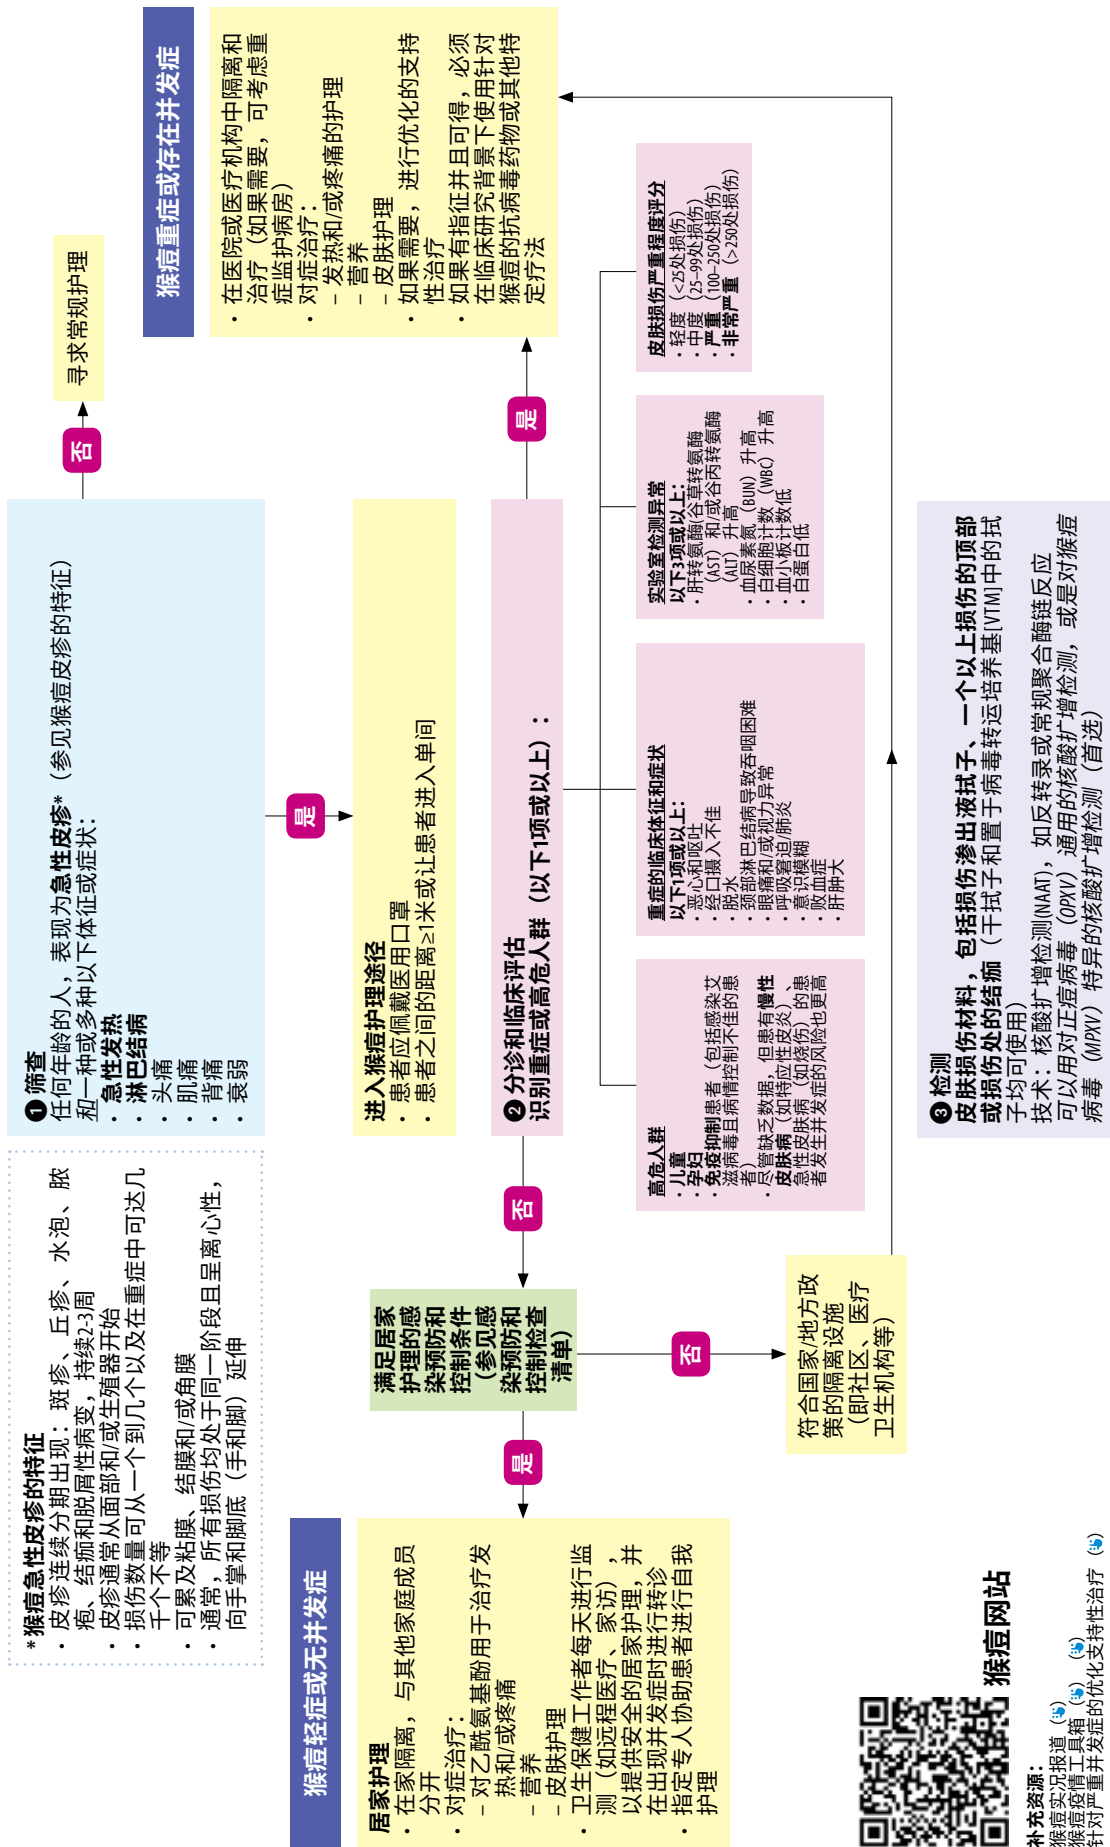 *猴痘急性皮疹的特征
· 皮疹连续分期出现：斑疹、丘疹、水泡、脓
疱、结痂和脱屑性病变，持续2-3周
· 皮疹通常从面部和/或生殖器开始
· 损伤数量可从一个到几个以及在重症中可达几
千个不等
· 可累及粘膜、结膜和/或角膜
· 通常，所有损伤均处于同一阶段且呈离心性，
向手掌和脚底（手和脚）延伸
❶ 筛查
任何年龄的人，表现为急性皮疹*（参见猴痘皮疹的特征）
和一种或多种以下体征或症状：
· 急性发热
· 淋巴结病
· 头痛
· 肌痛
· 背痛
· 衰弱
否
寻求常规护理
是
进入猴痘护理途径
· 患者应佩戴医用口罩
· 患者之间的距离≥1米或让患者进入单间
❷ 分诊和临床评估
识别重症或高危人群（以下1项或以上）：
否
是
猴痘轻症或无并发症
居家护理
· 在家隔离，与其他家庭成员
分开
· 对症治疗：
– 对乙酰氨基酚用于治疗发
热和/或疼痛
– 营养
– 皮肤护理
· 卫生保健工作者每天进行监
测（如远程医疗、家访），
以提供安全的居家护理，并
在出现并发症时进行转诊
· 指定专人协助患者进行自我
护理
是
满足居家
护理的感
染预防和
控制条件
（参见感
染预防和
控制检查
清单）
否
符合国家/地方政
策的隔离设施
（即社区、医疗
卫生机构等）
猴痘重症或存在并发症
· 在医院或医疗机构中隔离和
治疗（如果需要，可考虑重
症监护病房）
· 对症治疗：
– 发热和/或疼痛的护理
– 营养
– 皮肤护理
· 如果需要，进行优化的支持
性治疗
· 如果有指征并且可得，必须
在临床研究背景下使用针对
猴痘的抗病毒药物或其他特
定疗法
高危人群
· 儿童
· 孕妇
· 免疫抑制患者（包括感染艾
滋病毒且病情控制不佳的患
者）
· 尽管缺乏数据，但患有慢性
皮肤病（如特应性皮炎）、
急性皮肤病（如烧伤）的患
者发生并发症的风险也更高
重症的临床体征和症状
以下1项或以上：
· 恶心和呕吐
· 经口摄入不佳
· 脱水
· 颈部淋巴结病导致吞咽困难
· 眼痛和/或视力异常
· 呼吸窘迫/肺炎
· 意识模糊
· 败血症
· 肝肿大
实验室检测异常
以下3项或以上：
· 肝转氨酶(谷草转氨酶
（AST）和/或谷丙转氨酶
（ALT）升高
· 血尿素氮（BUN）升高
· 白细胞计数（WBC）升高
· 血小板计数低
· 白蛋白低
皮肤损伤严重程度评分
· 轻度（<25处损伤）
· 中度（25-99处损伤）
· 严重（100-250处损伤）
· 非常严重（>250处损伤）
❸ 检测
皮肤损伤材料，包括损伤渗出液拭子、一个以上损伤的顶部
或损伤处的结痂（干拭子和置于病毒转运培养基[VTM]中的拭
子均可使用）
技术：核酸扩增检测(NAAT)，如反转录或常规聚合酶链反应
可以用对正痘病毒（OPXV）通用的核酸扩增检测，或是对猴痘
病毒（MPXV）特异的核酸扩增检测（首选）
猴痘网站
补充资源：
猴痘实况报道（）
猴痘疫情工具箱（）（）
针对严重并发症的优化支持性治疗（）